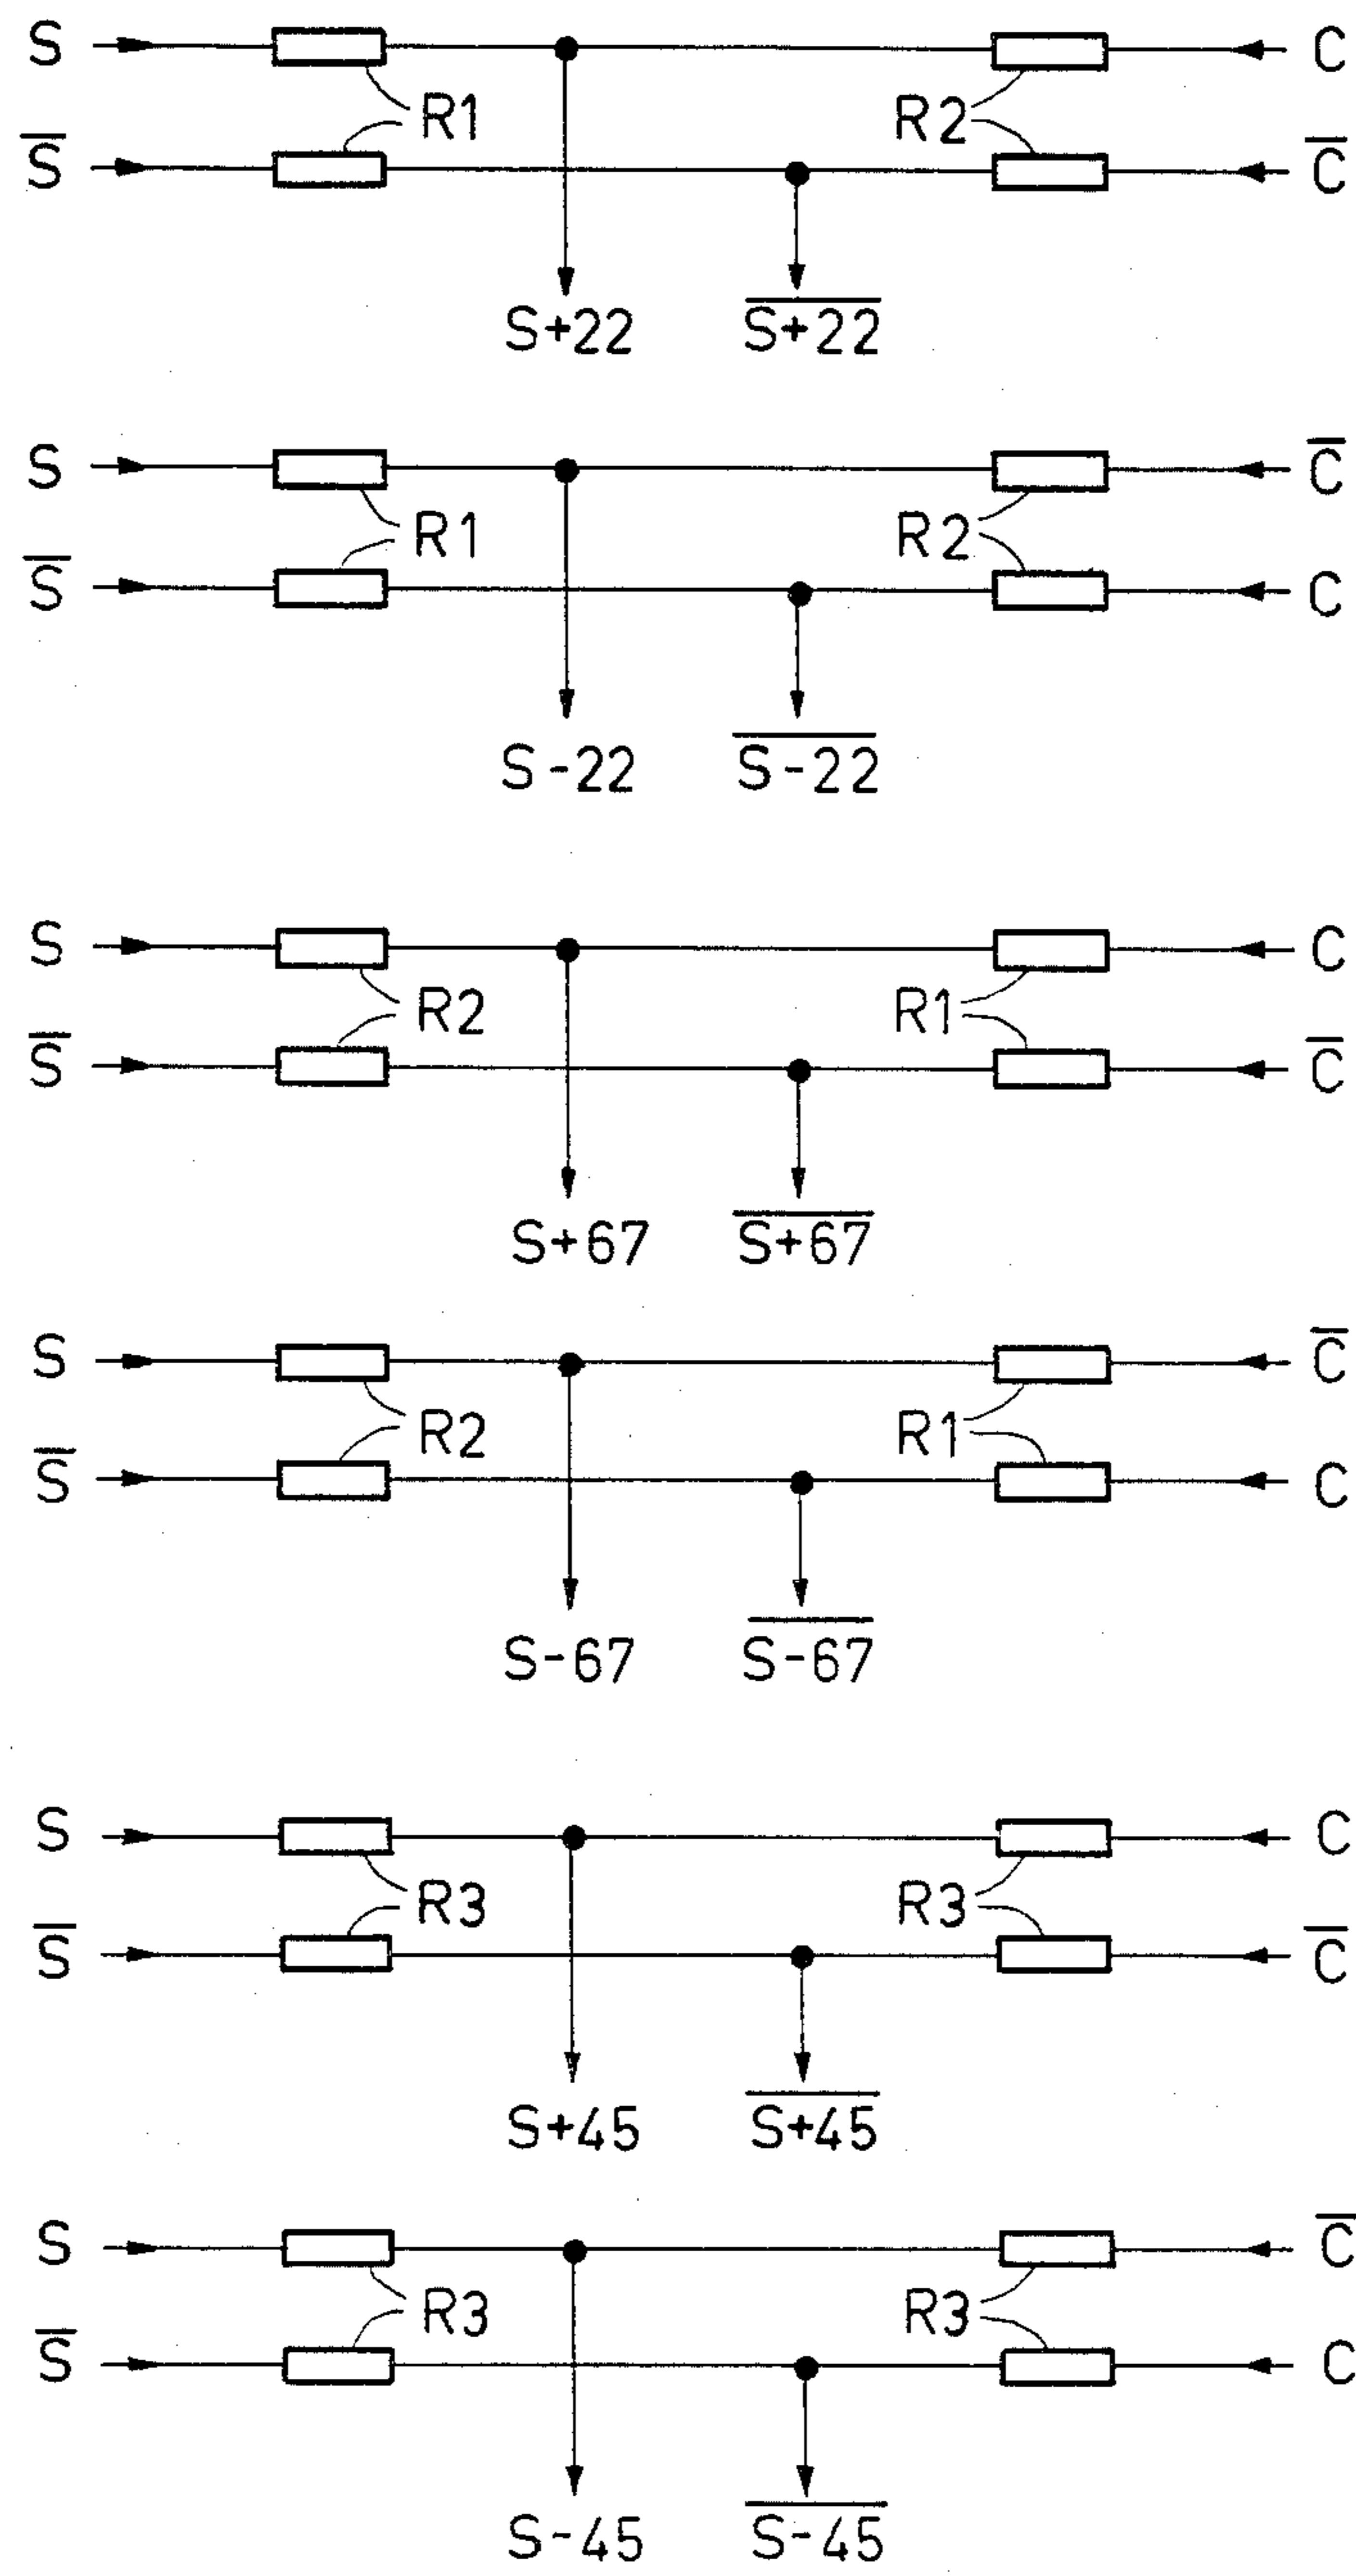 S C
R1 R2
S̅ C̅
S+22 S̅+̅2̅2̅
S C̅
R1 R2
S̅ C
S-22 S̅-̅2̅2̅
S C
R2 R1
S̅ C̅
S+67 S̅+̅6̅7̅
S C̅
R2 R1
S̅ C
S-67 S̅-̅6̅7̅
S C
R3 R3
S̅ C̅
S+45 S̅+̅4̅5̅
S C̅
R3 R3
S̅ C
S-45 S̅-̅4̅5̅